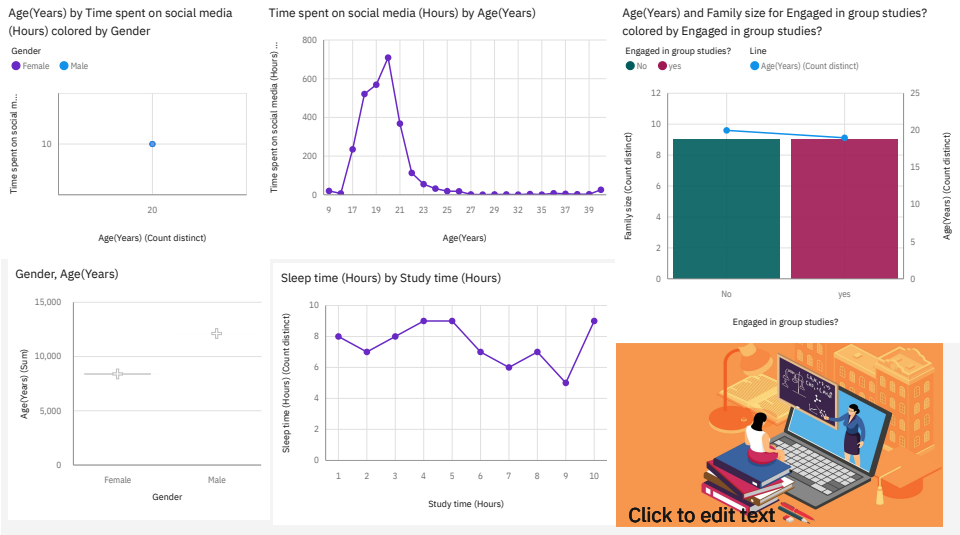 Age(Years) by Time spent on social media
(Hours) colored by Gender
Gender
Female Male
Time spent on social m...
10
20
Age(Years) (Count distinct)
Time spent on social media (Hours) by Age(Years)
Time spent on social media (Hours) ...
800
600
400
200
0
9 17 19 21 23 25 27 29 32 35 37 39
Age(Years)
Age(Years) and Family size for Engaged in group studies?
colored by Engaged in group studies?
Engaged in group studies? Line
No yes Age(Years) (Count distinct)
Family size (Count distinct)
12
10
8
6
4
2
0
25
20
15
10
5
0
Age(Years) (Count distinct)
No yes
Engaged in group studies?
Gender, Age(Years)
Age(Years) (Sum)
15,000
10,000
5,000
0
Female Male
Gender
Sleep time (Hours) by Study time (Hours)
Sleep time (Hours) (Count distinct)
10
8
6
4
2
0
1 2 3 4 5 6 7 8 9 10
Study time (Hours)
Click to edit text